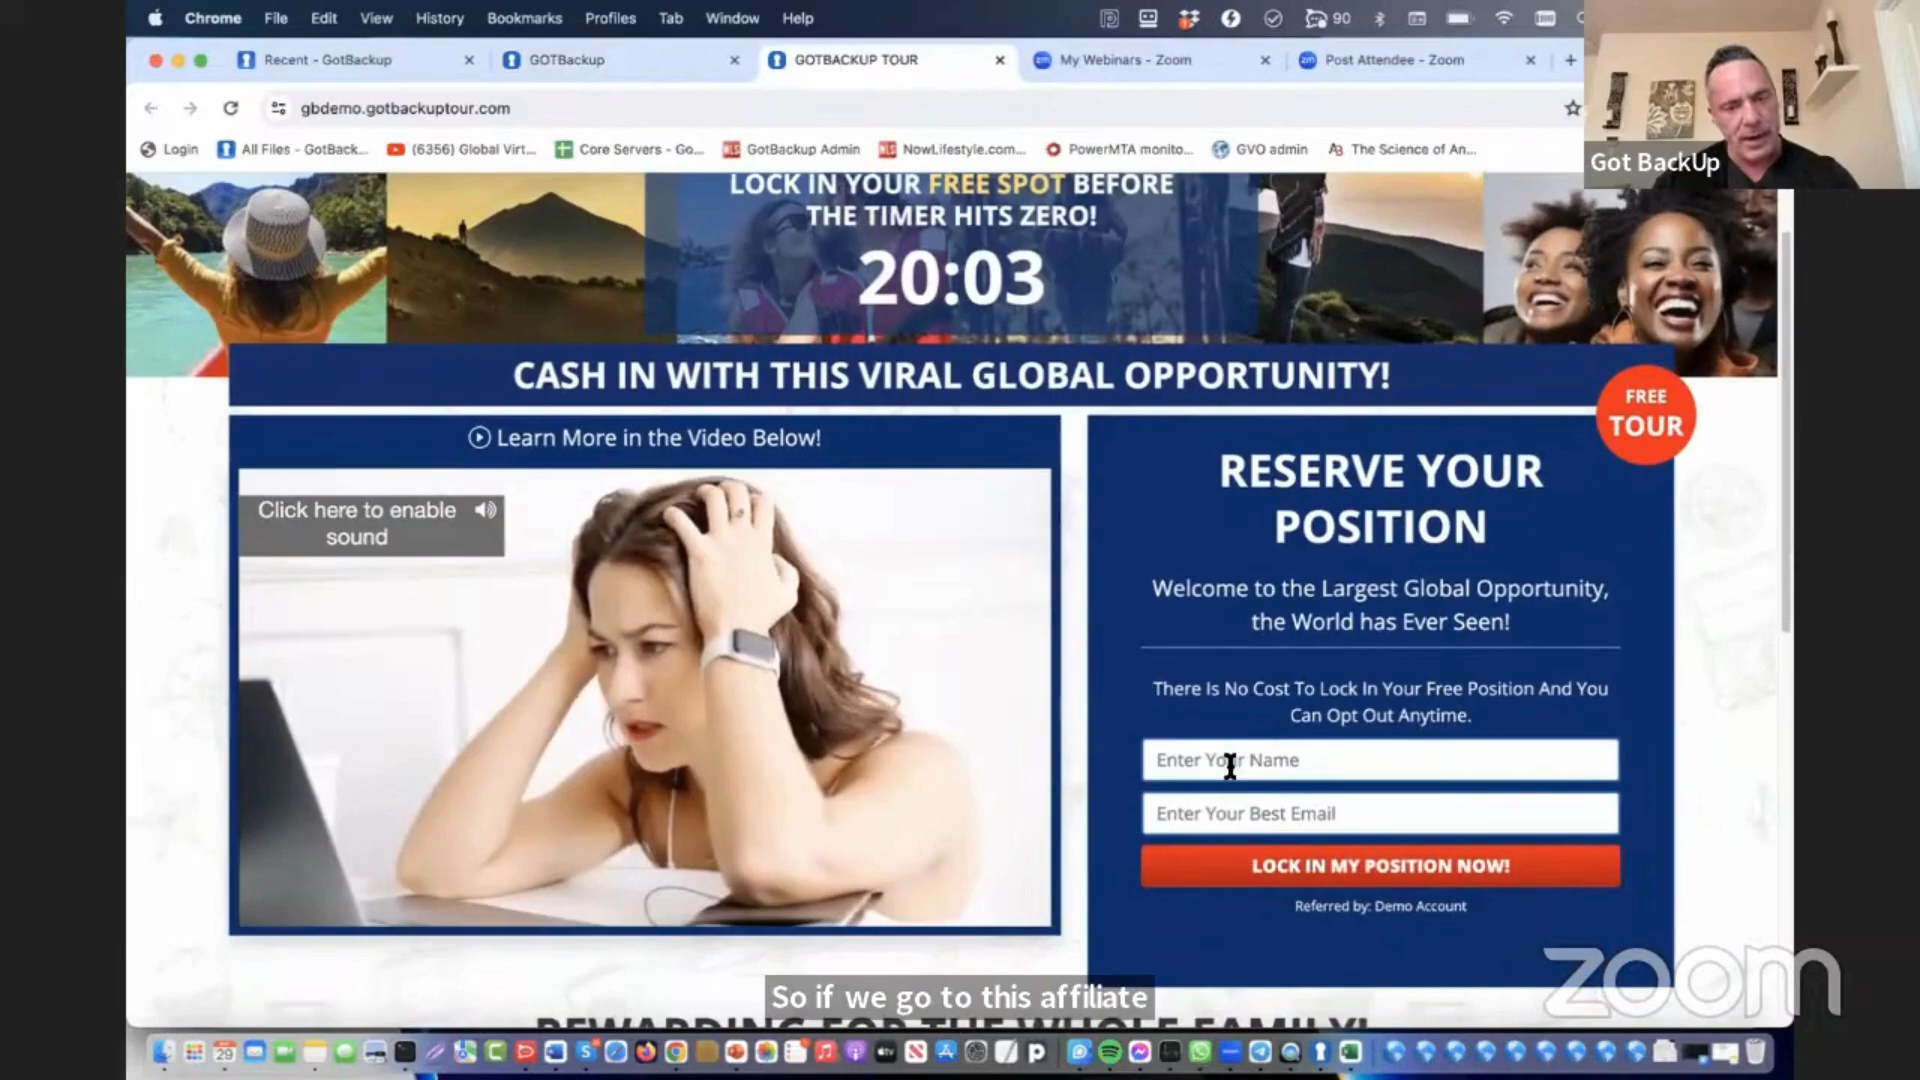 Chrome File Edit View History Bookmarks Profiles Tab Window Help
90
Recent - GotBackup
GOTBackup
GOTBACKUP TOUR
My Webinars - Zoom
Post Attendee - Zoom
gbdemo.gotbackuptour.com
Login
All Files - GotBack...
(6356) Global Virt...
Core Servers - Go...
GotBackup Admin
NowLifestyle.com...
PowerMTA monito...
GVO admin
The Science of An...
Got BackUp
LOCK IN YOUR FREE SPOT BEFORE
THE TIMER HITS ZERO!
20:03
CASH IN WITH THIS VIRAL GLOBAL OPPORTUNITY!
FREE
TOUR
Learn More in the Video Below!
Click here to enable
sound
RESERVE YOUR
POSITION
Welcome to the Largest Global Opportunity,
the World has Ever Seen!
There Is No Cost To Lock In Your Free Position And You
Can Opt Out Anytime.
Enter Your Name
Enter Your Best Email
LOCK IN MY POSITION NOW!
Referred by: Demo Account
zoom
So if we go to this affiliate
REWARDING FOR THE WHOLE FAMILY!